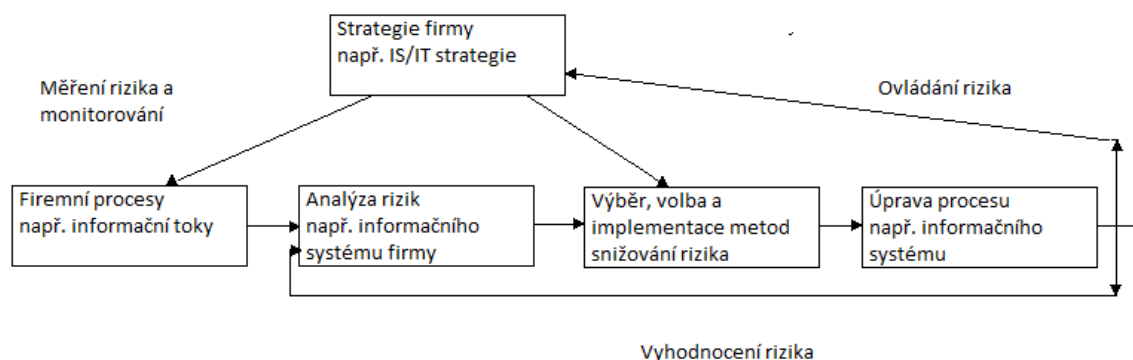 Strategie firmy
např. IS/IT strategie
Měření rizika a
monitorování
Ovládání rizika
Firemní procesy
např. informační toky
Analýza rizik
např. informačního
systému firmy
Výběr, volba a
implementace metod
snižování rizika
Úprava procesu
např. informačního
systému
Vyhodnocení rizika